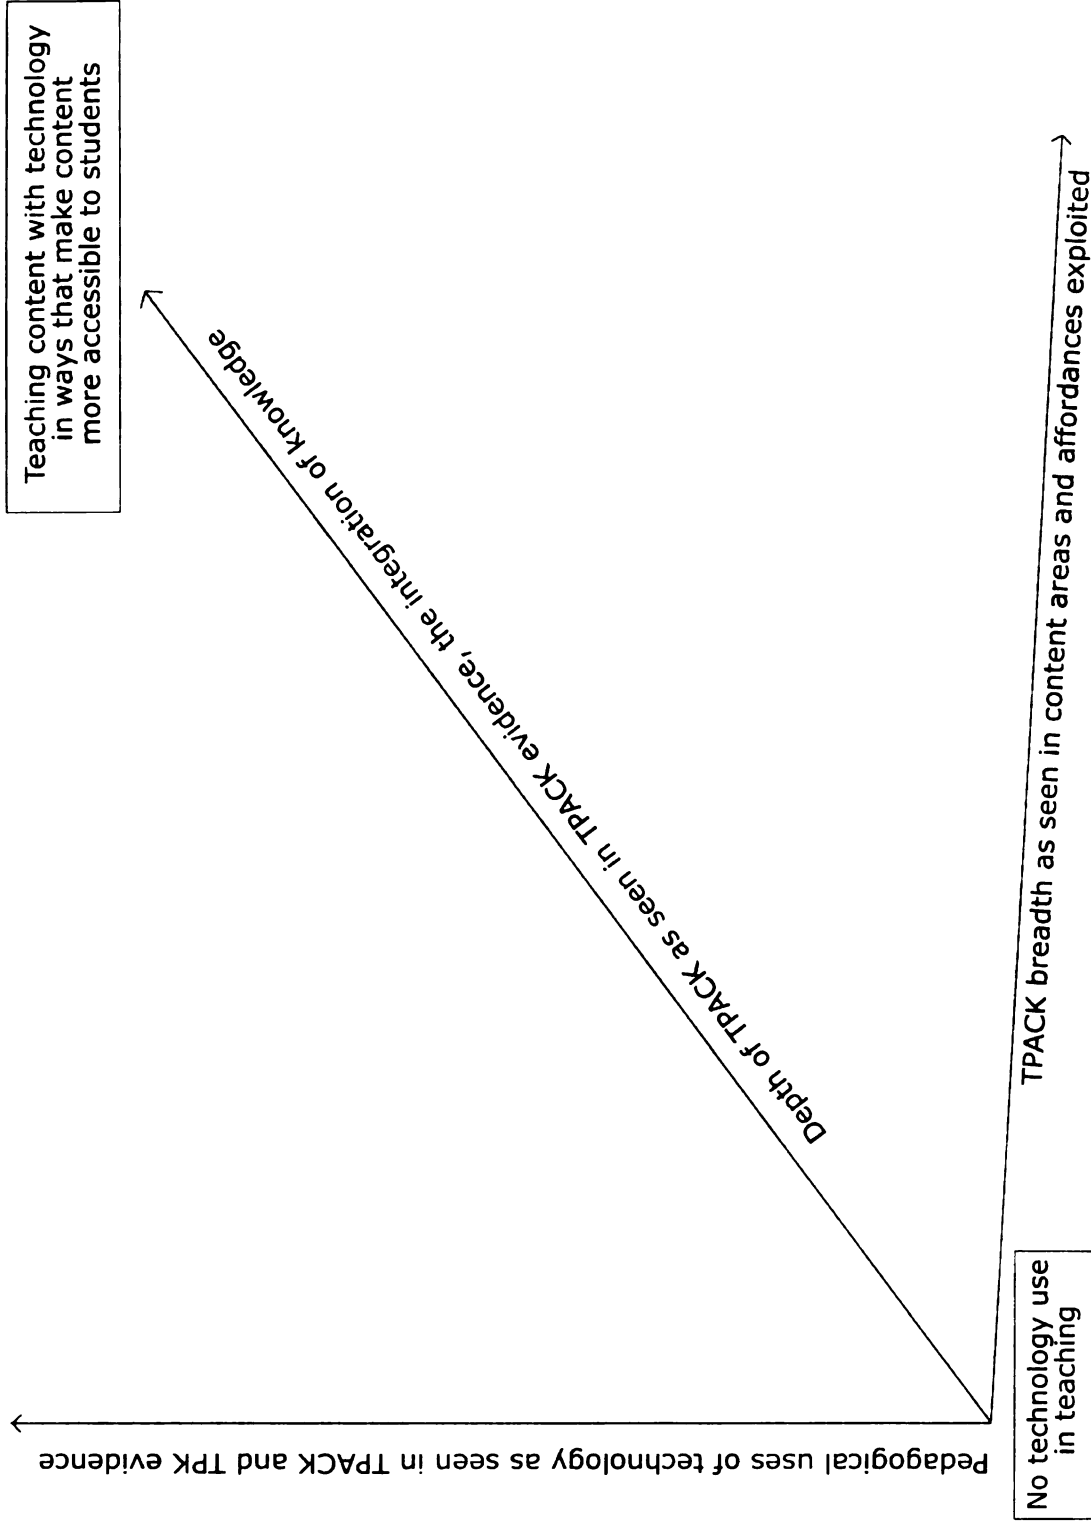 Teaching content with technology
in ways that make content
more accessible to students
Pedagogical uses of technology as seen in TPACK and TPK evidence
Depth of TPACK as seen in TPACK evidence, the integration of knowledge
TPACK breadth as seen in content areas and affordances exploited
No technology use
in teaching